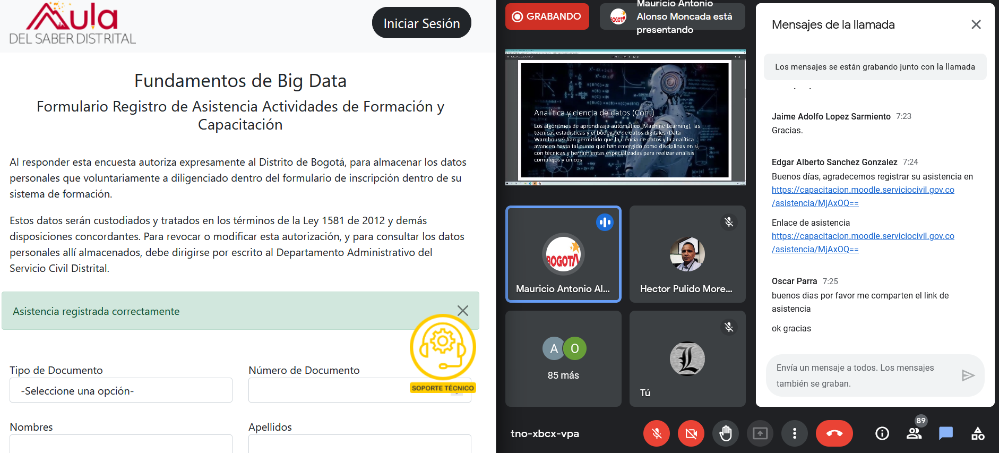 Aula
DEL SABER DISTRITAL
Iniciar Sesión
Fundamentos de Big Data
Formulario Registro de Asistencia Actividades de Formación y
Capacitación
Al responder esta encuesta autoriza expresamente al Distrito de Bogotá, para almacenar los datos
personales que voluntariamente a diligenciado dentro del formulario de inscripción dentro de su
sistema de formación.
Estos datos serán custodiados y tratados en los términos de la Ley 1581 de 2012 y demás
disposiciones concordantes. Para revocar o modificar esta autorización, y para consultar los datos
personales allí almacenados, debe dirigirse por escrito al Departamento Administrativo del
Servicio Civil Distrital.
Asistencia registrada correctamente
SOPORTE TÉCNICO
Tipo de Documento
-Seleccione una opción-
Número de Documento
Nombres
Apellidos
GRABANDO
BOGOTA
Mauricio Antonio
Alonso Moncada está
presentando
Analítica y ciencia de datos (Cont)
Los algoritmos de aprendizaje automático (Machine Learning), las
técnicas estadísticas y el bodegaje de datos digitales (Data
Warehouse) han permitido que la ciencia de datos y la analítica
avancen hasta tal punto que han emergido como disciplinas en sí,
con técnicas y herramientas especializadas para realizar análisis
complejos y únicos
BOGOTA
Mauricio Antonio Al...
Hector Pulido More...
A
O
85 más
L
Tú
Mensajes de la llamada
Los mensajes se están grabando junto con la llamada
Jaime Adolfo Lopez Sarmiento 7:23
Gracias.
Edgar Alberto Sanchez Gonzalez 7:24
Buenos días, agradecemos registrar su asistencia en
https://capacitacion.moodle.serviciocivil.gov.co
/asistencia/MjAxOQ==
Enlace de asistencia
https://capacitacion.moodle.serviciocivil.gov.co
/asistencia/MjAxOQ==
Oscar Parra 7:25
buenos dias por favor me comparten el link de
asistencia
ok gracias
Envía un mensaje a todos. Los mensajes
también se graban.
tno-xbcx-vpa
89